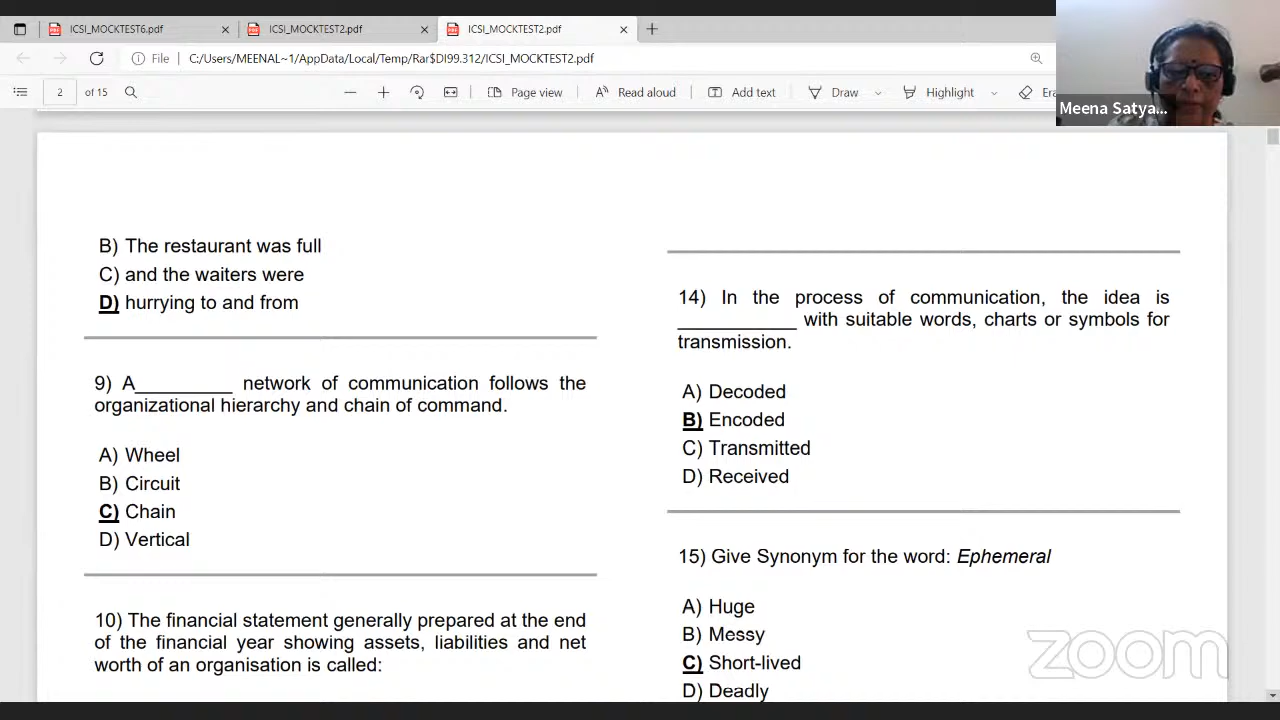 ICSI_MOCKTEST6.pdf
ICSI_MOCKTEST2.pdf
ICSI_MOCKTEST2.pdf
File C:/Users/MEENAL~1/AppData/Local/Temp/Rar$DI99.312/ICSI_MOCKTEST2.pdf
2 of 15
Page view
Read aloud
Add text
Draw
Highlight
Era
Meena Satya...
B) The restaurant was full
C) and the waiters were
D) hurrying to and from
9) A_________ network of communication follows the
organizational hierarchy and chain of command.
A) Wheel
B) Circuit
C) Chain
D) Vertical
10) The financial statement generally prepared at the end
of the financial year showing assets, liabilities and net
worth of an organisation is called:
14) In the process of communication, the idea is
___________ with suitable words, charts or symbols for
transmission.
A) Decoded
B) Encoded
C) Transmitted
D) Received
15) Give Synonym for the word: Ephemeral
A) Huge
B) Messy
C) Short-lived
D) Deadly
zoom